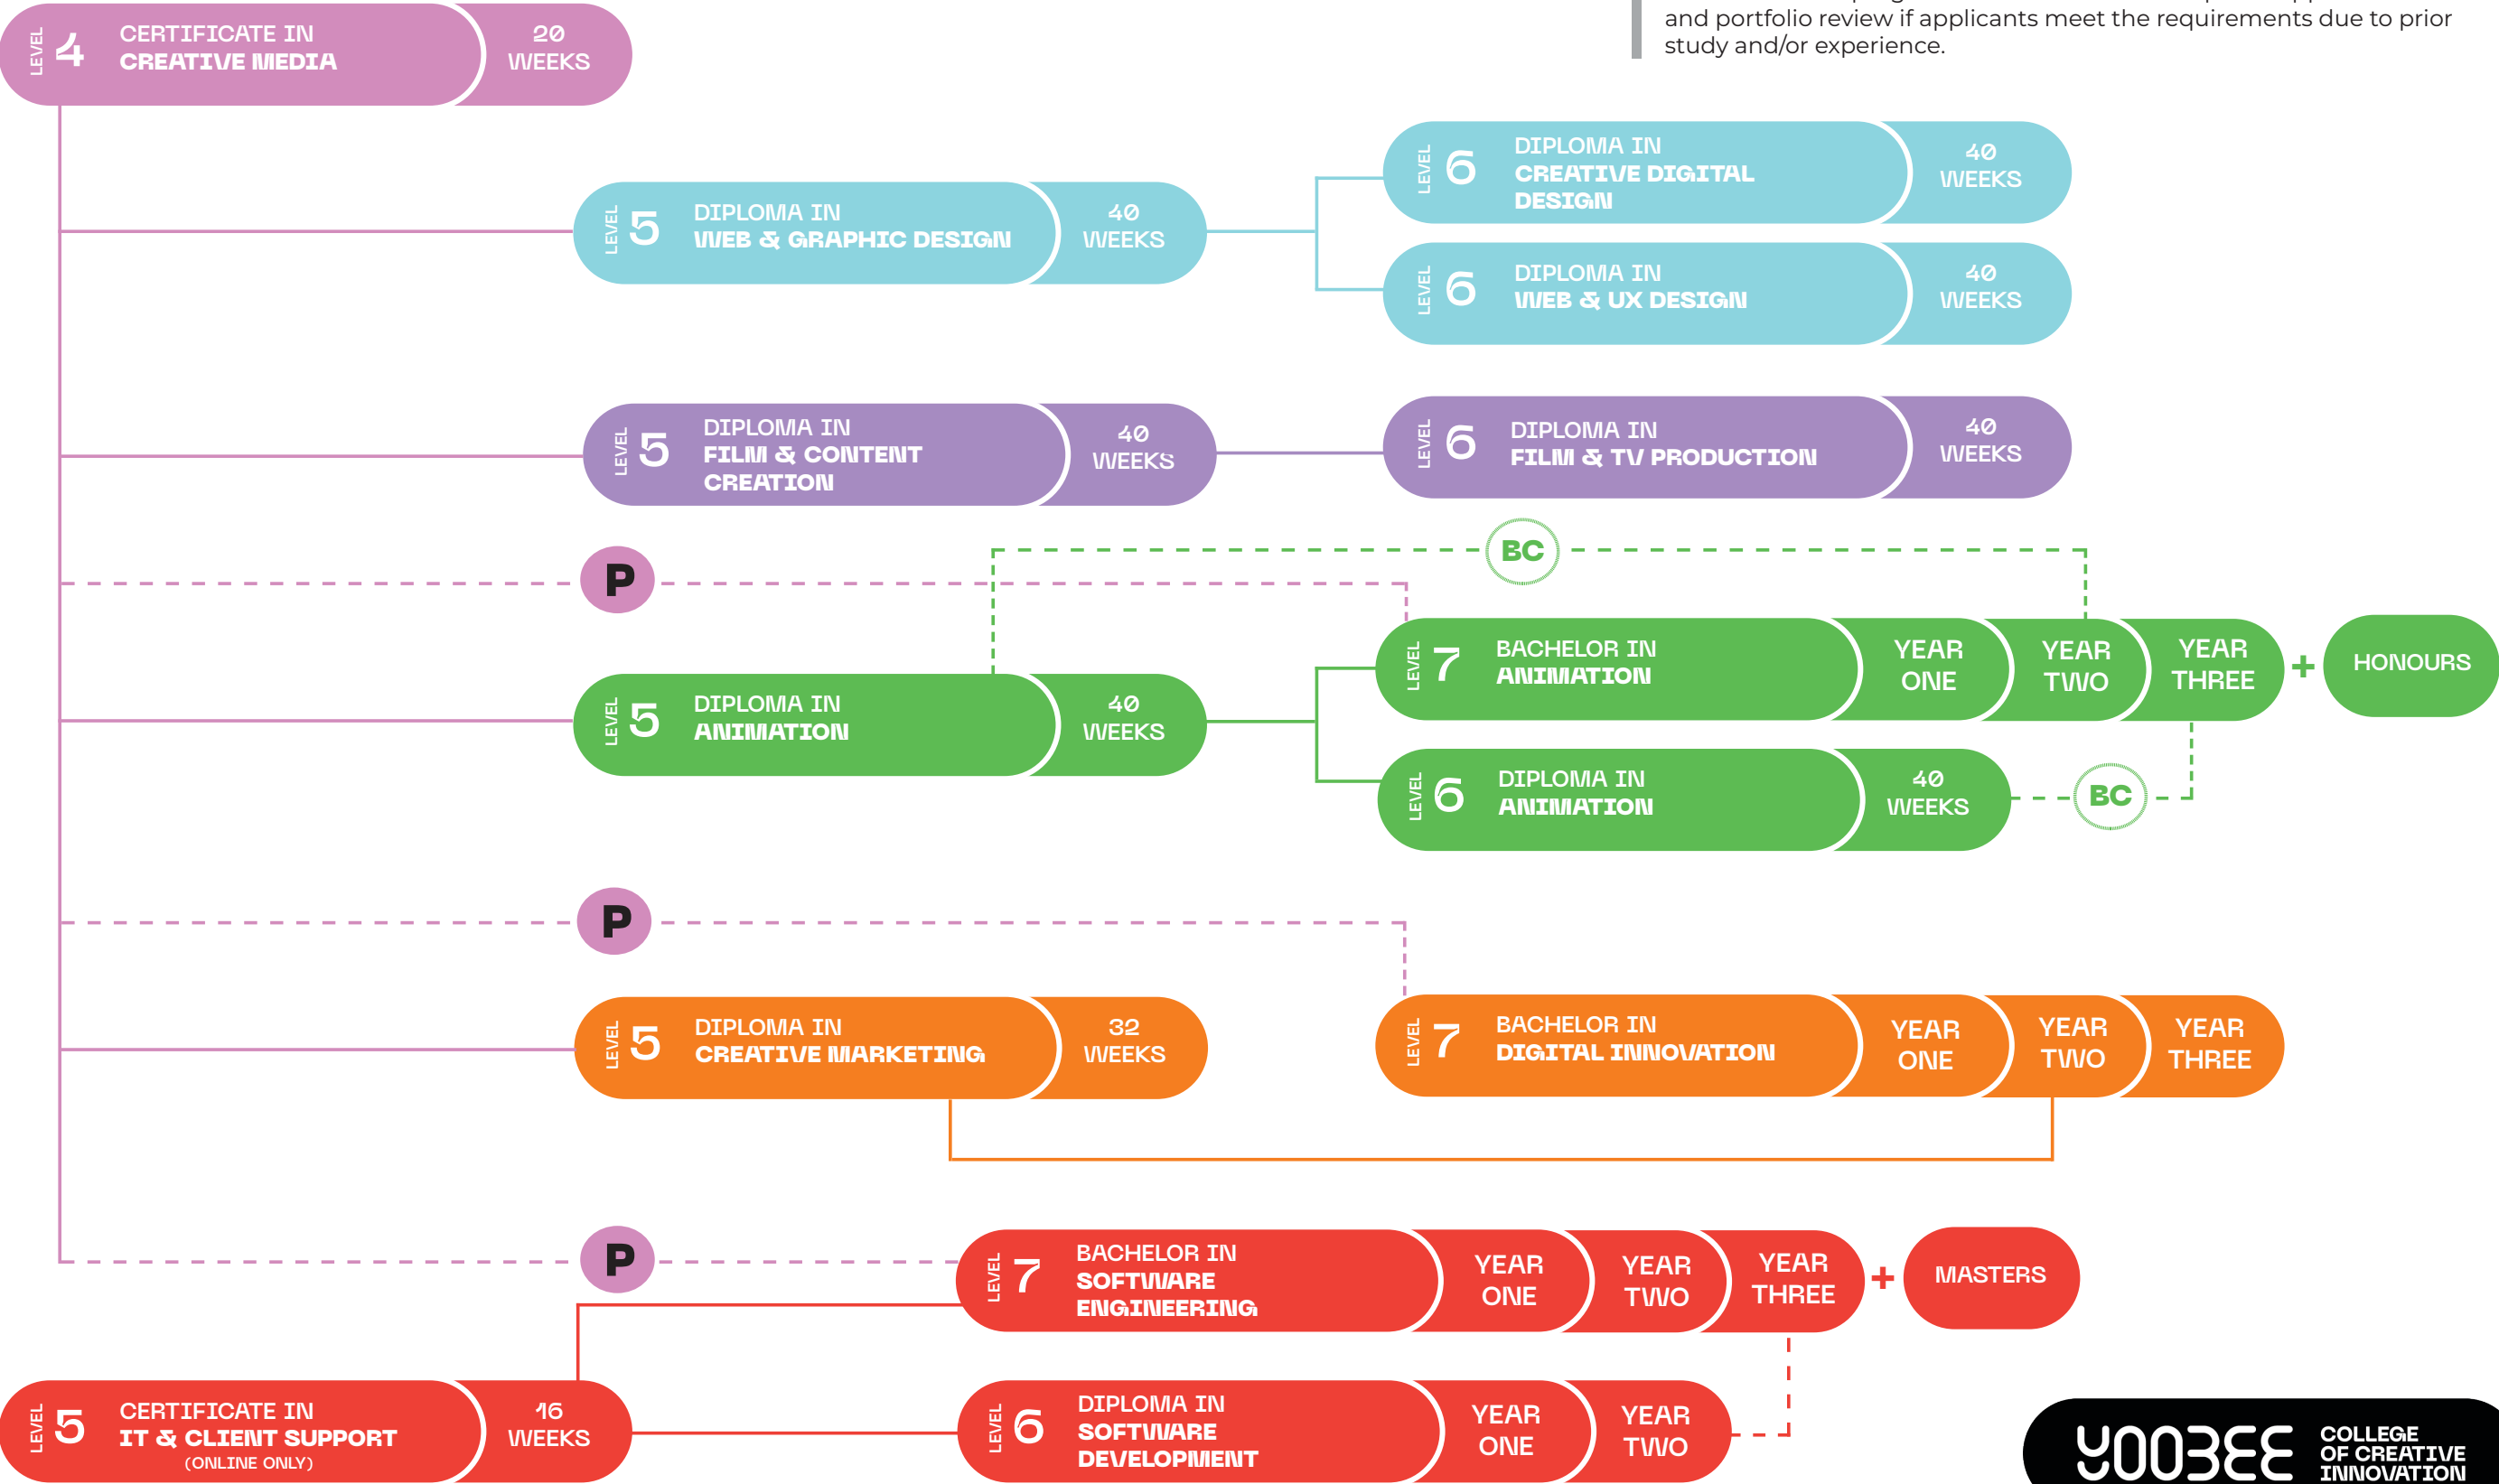 and portfolio review if applicants meet the requirements due to prior
study and/or experience.
LEVEL 4
CERTIFICATE IN
CREATIVE MEDIA
20
WEEKS
LEVEL 5
DIPLOMA IN
WEB & GRAPHIC DESIGN
40
WEEKS
LEVEL 6
DIPLOMA IN
CREATIVE DIGITAL
DESIGN
40
WEEKS
LEVEL 6
DIPLOMA IN
WEB & UX DESIGN
40
WEEKS
LEVEL 5
DIPLOMA IN
FILM & CONTENT
CREATION
40
WEEKS
LEVEL 6
DIPLOMA IN
FILM & TV PRODUCTION
40
WEEKS
BC
P
LEVEL 5
DIPLOMA IN
ANIMATION
40
WEEKS
LEVEL 7
BACHELOR IN
ANIMATION
YEAR
ONE
YEAR
TWO
YEAR
THREE
+
HONOURS
LEVEL 6
DIPLOMA IN
ANIMATION
40
WEEKS
BC
P
LEVEL 5
DIPLOMA IN
CREATIVE MARKETING
32
WEEKS
LEVEL 7
BACHELOR IN
DIGITAL INNOVATION
YEAR
ONE
YEAR
TWO
YEAR
THREE
P
LEVEL 7
BACHELOR IN
SOFTWARE
ENGINEERING
YEAR
ONE
YEAR
TWO
YEAR
THREE
+
MASTERS
LEVEL 5
CERTIFICATE IN
IT & CLIENT SUPPORT
(ONLINE ONLY)
16
WEEKS
LEVEL 6
DIPLOMA IN
SOFTWARE
DEVELOPMENT
YEAR
ONE
YEAR
TWO
YOOBEE
COLLEGE
OF CREATIVE
INNOVATION